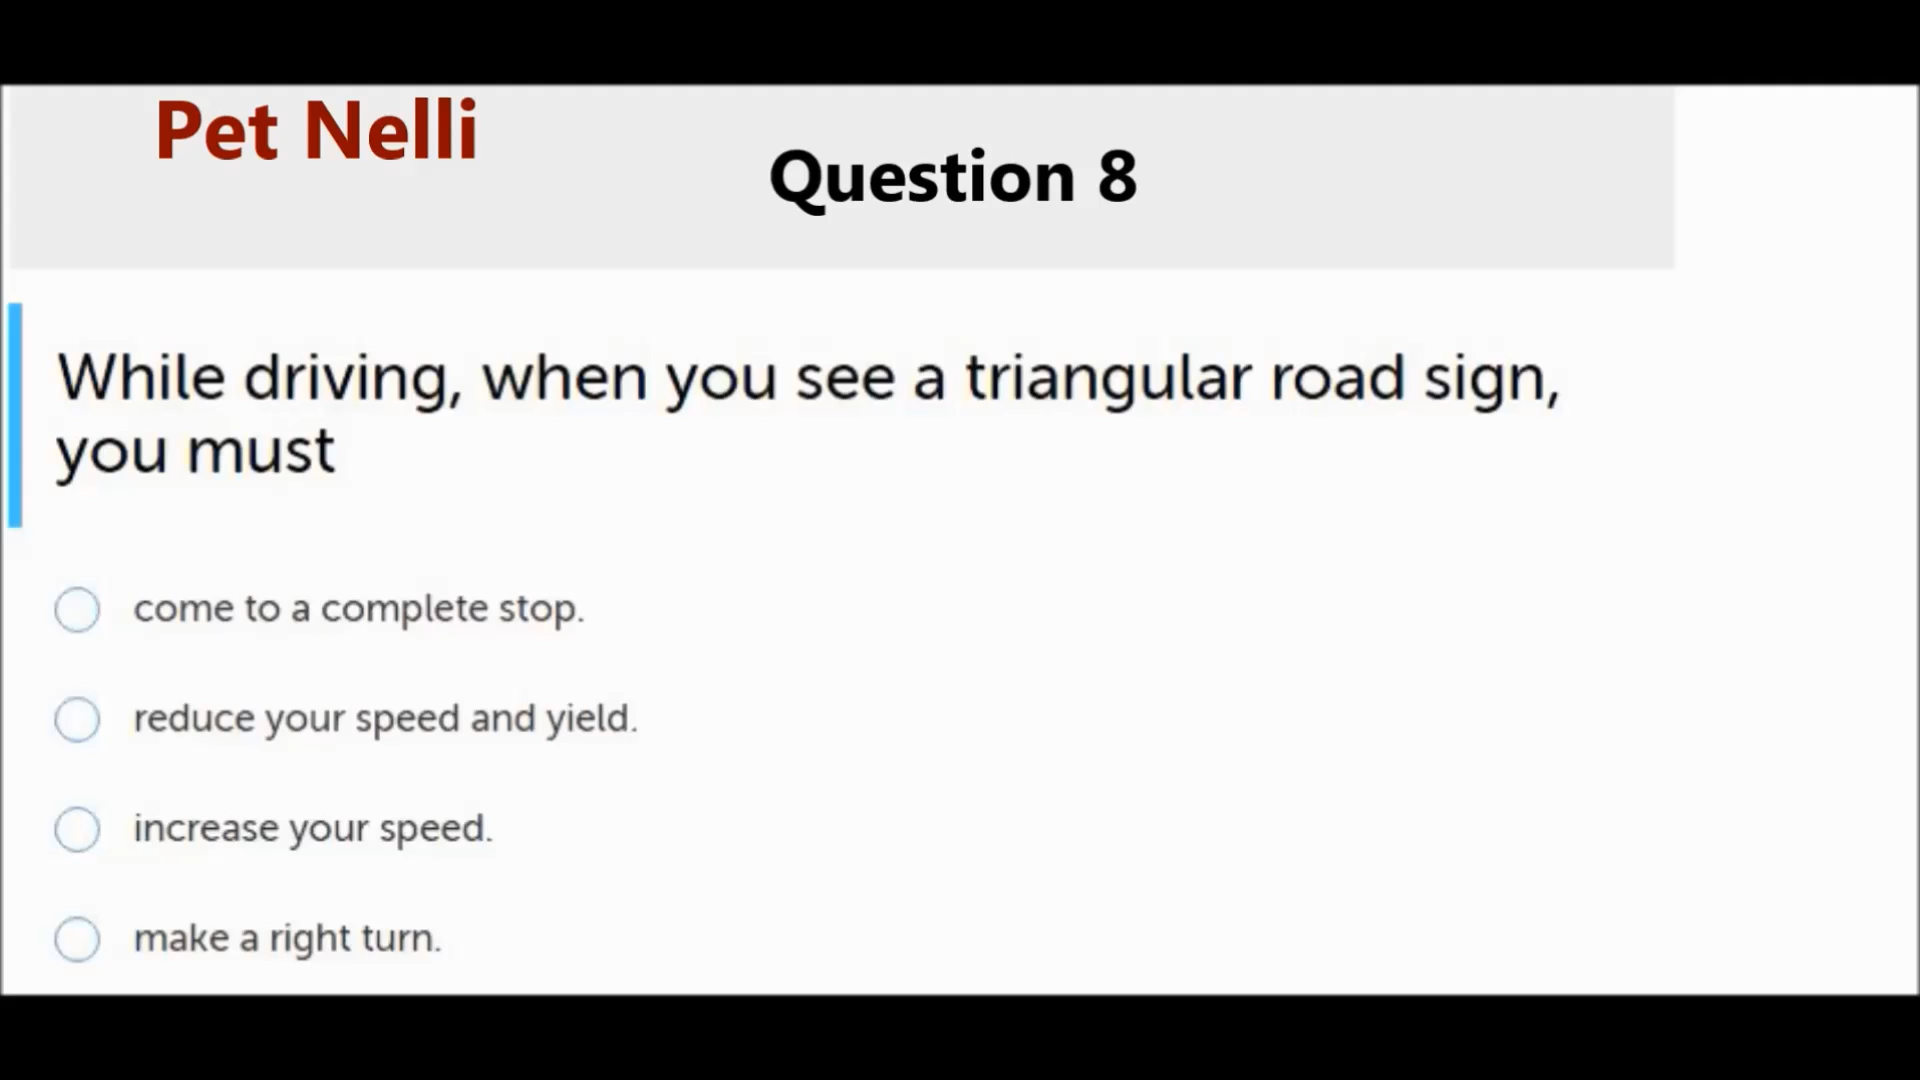 Pet Nelli
Question 8
While driving, when you see a triangular road sign,
you must
come to a complete stop.
reduce your speed and yield.
increase your speed.
make a right turn.